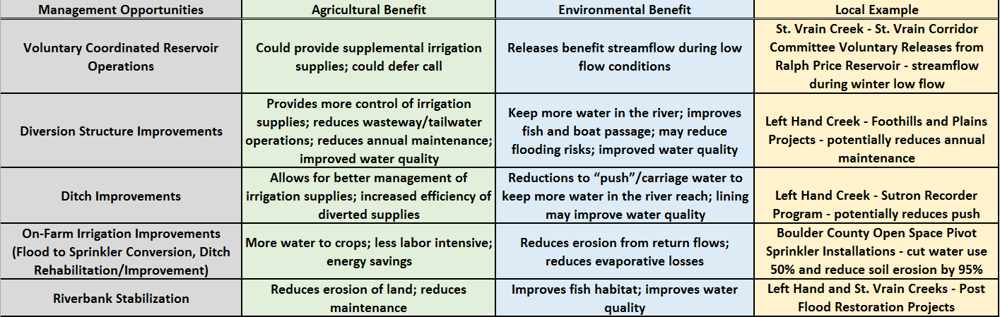 Management Opportunities
Agricultural Benefit
Environmental Benefit
Local Example
Voluntary Coordinated Reservoir
Operations
Could provide supplemental irrigation
supplies; could defer call
Releases benefit streamflow during low
flow conditions
St. Vrain Creek - St. Vrain Corridor
Committee Voluntary Releases from
Ralph Price Reservoir - streamflow
during winter low flow
Diversion Structure Improvements
Provides more control of irrigation
supplies; reduces wasteway/tailwater
operations; reduces annual maintenance;
improved water quality
Keep more water in the river; improves
fish and boat passage; may reduce
flooding risks; improved water quality
Left Hand Creek - Foothills and Plains
Projects - potentially reduces annual
maintenance
Ditch Improvements
Allows for better management of
irrigation supplies; increased efficiency of
diverted supplies
Reductions to “push”/carriage water to
keep more water in the river reach; lining
may improve water quality
Left Hand Creek - Sutron Recorder
Program - potentially reduces push
On-Farm Irrigation Improvements
(Flood to Sprinkler Conversion, Ditch
Rehabilitation/Improvement)
More water to crops; less labor intensive;
energy savings
Reduces erosion from return flows;
reduces evaporative losses
Boulder County Open Space Pivot
Sprinkler Installations - cut water use
50% and reduce soil erosion by 95%
Riverbank Stabilization
Reduces erosion of land; reduces
maintenance
Improves fish habitat; improves water
quality
Left Hand and St. Vrain Creeks - Post
Flood Restoration Projects